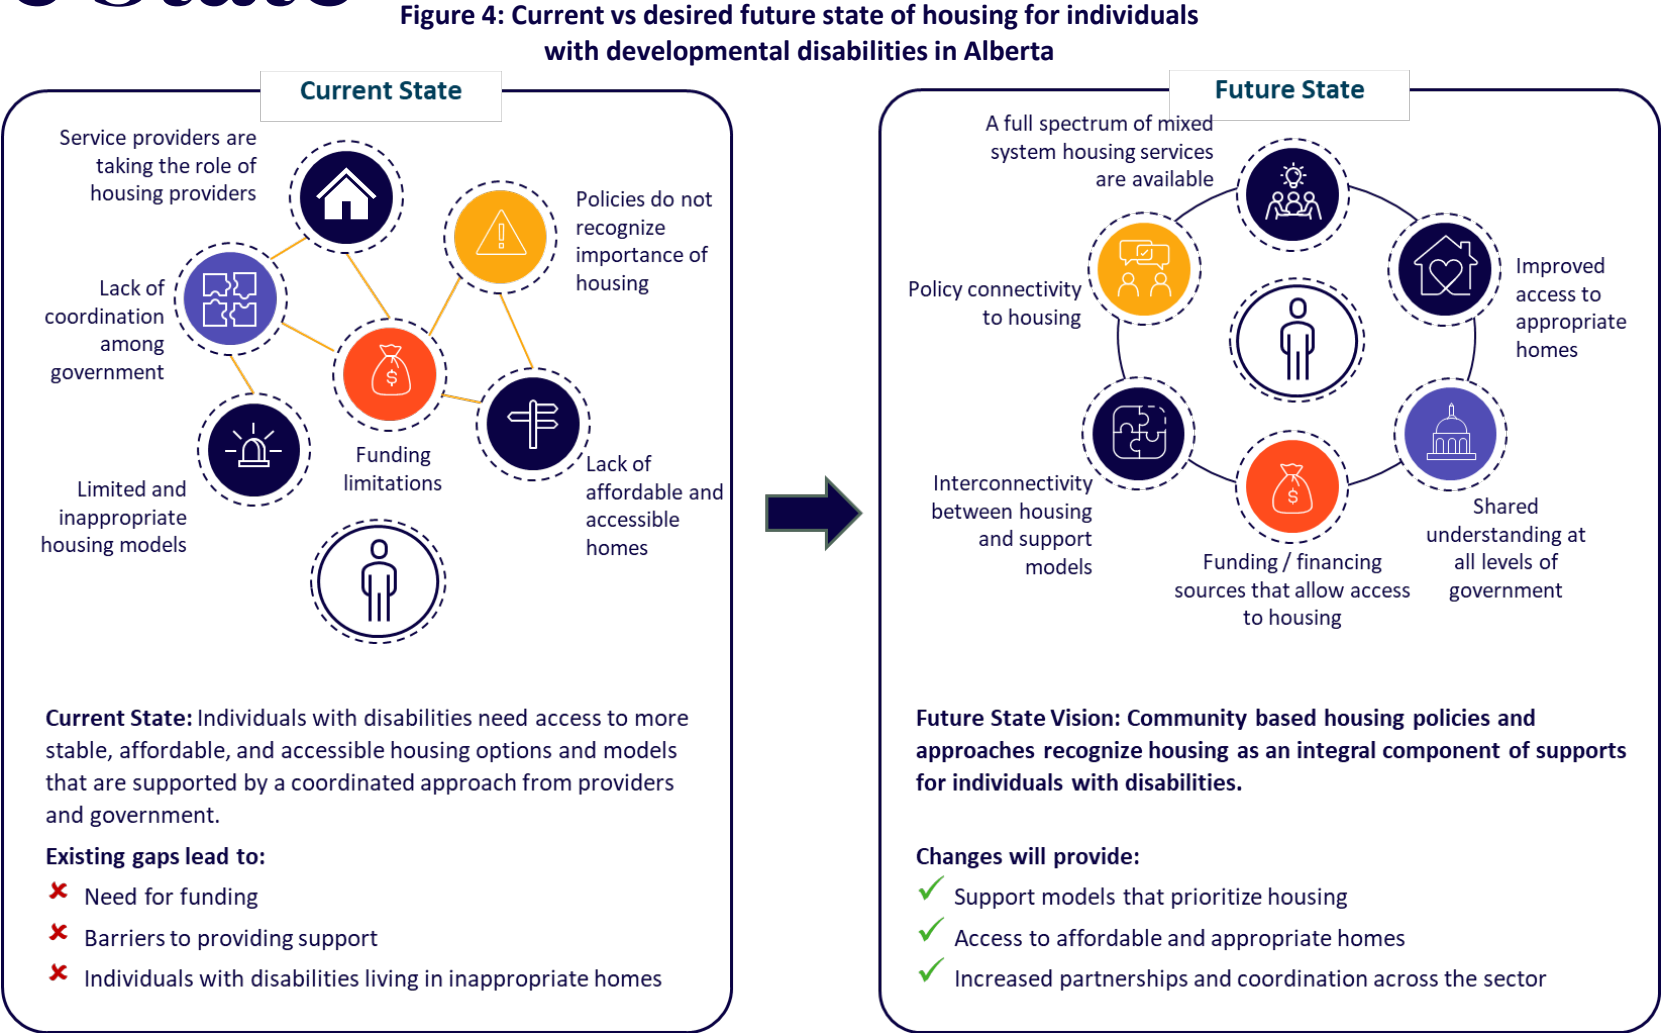 Figure 4: Current vs desired future state of housing for individuals
with developmental disabilities in Alberta
Current State
Service providers are
taking the role of
housing providers
Policies do not
recognize
importance of
housing
Lack of
coordination
among
government
Funding
limitations
Lack of
affordable and
accessible
homes
Limited and
inappropriate
housing models
Current State: Individuals with disabilities need access to more
stable, affordable, and accessible housing options and models
that are supported by a coordinated approach from providers
and government.
Existing gaps lead to:
Need for funding
Barriers to providing support
Individuals with disabilities living in inappropriate homes
Future State
A full spectrum of mixed
system housing services
are available
Improved
access to
appropriate
homes
Policy connectivity
to housing
Interconnectivity
between housing
and support
models
Shared
understanding at
all levels of
government
Funding / financing
sources that allow access
to housing
Future State Vision: Community based housing policies and
approaches recognize housing as an integral component of supports
for individuals with disabilities.
Changes will provide:
Support models that prioritize housing
Access to affordable and appropriate homes
Increased partnerships and coordination across the sector